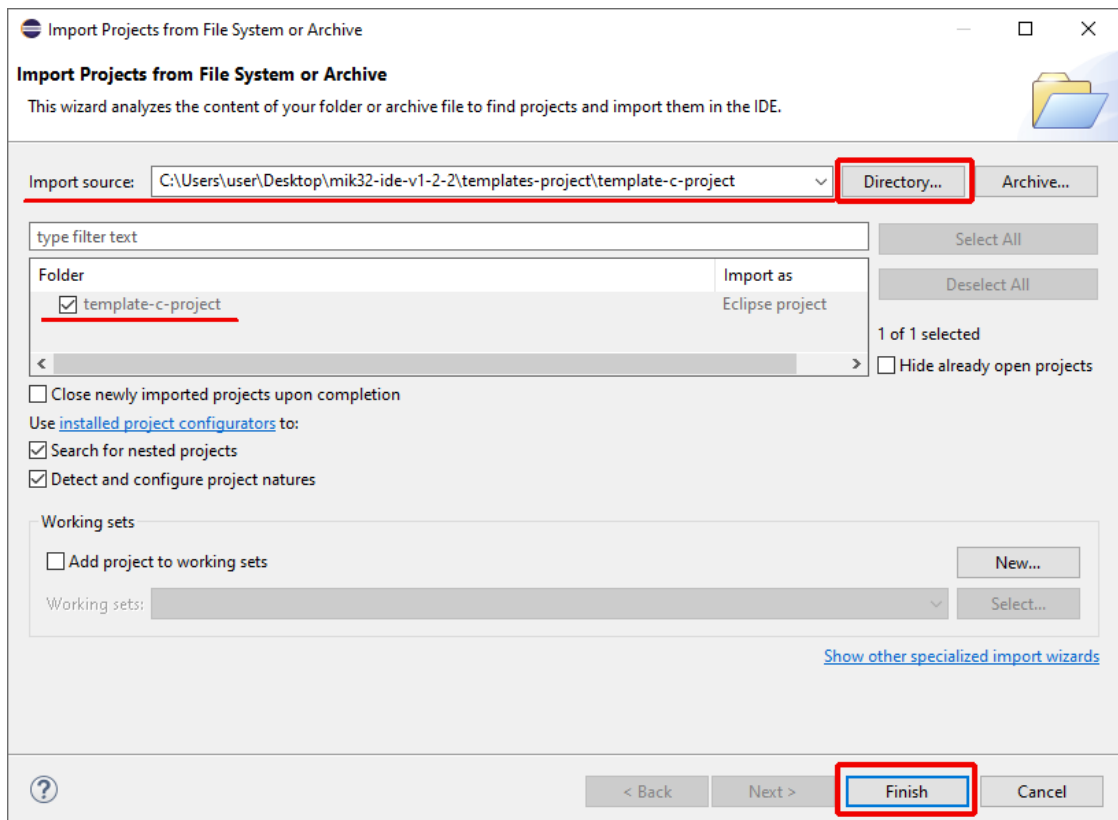 Import Projects from File System or Archive
Import Projects from File System or Archive
This wizard analyzes the content of your folder or archive file to find projects and import them in the IDE.
Import source: C:\Users\user\Desktop\mik32-ide-v1-2-2\templates-project\template-c-project Directory... Archive...
type filter text Select All
Folder Import as Deselect All
template-c-project Eclipse project
1 of 1 selected
Hide already open projects
Close newly imported projects upon completion
Use installed project configurators to:
Search for nested projects
Detect and configure project natures
Working sets
Add project to working sets New...
Working sets: Select...
Show other specialized import wizards
< Back Next > Finish Cancel